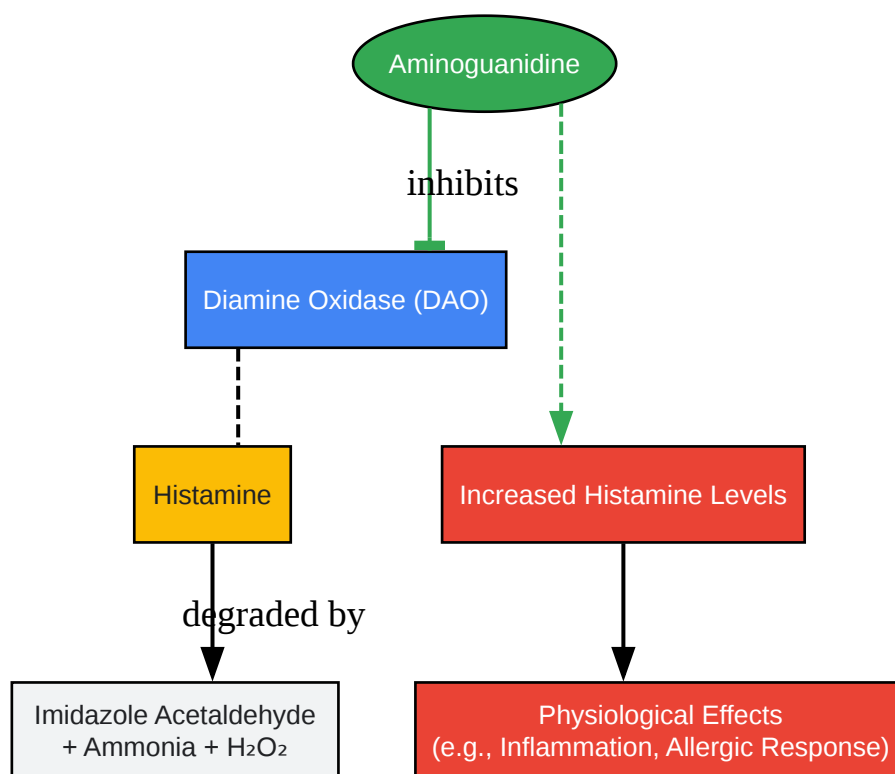 Aminoguanidine
inhibits
Diamine Oxidase (DAO)
Histamine
Increased Histamine Levels
degraded by
Imidazole Acetaldehyde
+ Ammonia + H₂O₂
Physiological Effects
(e.g., Inflammation, Allergic Response)